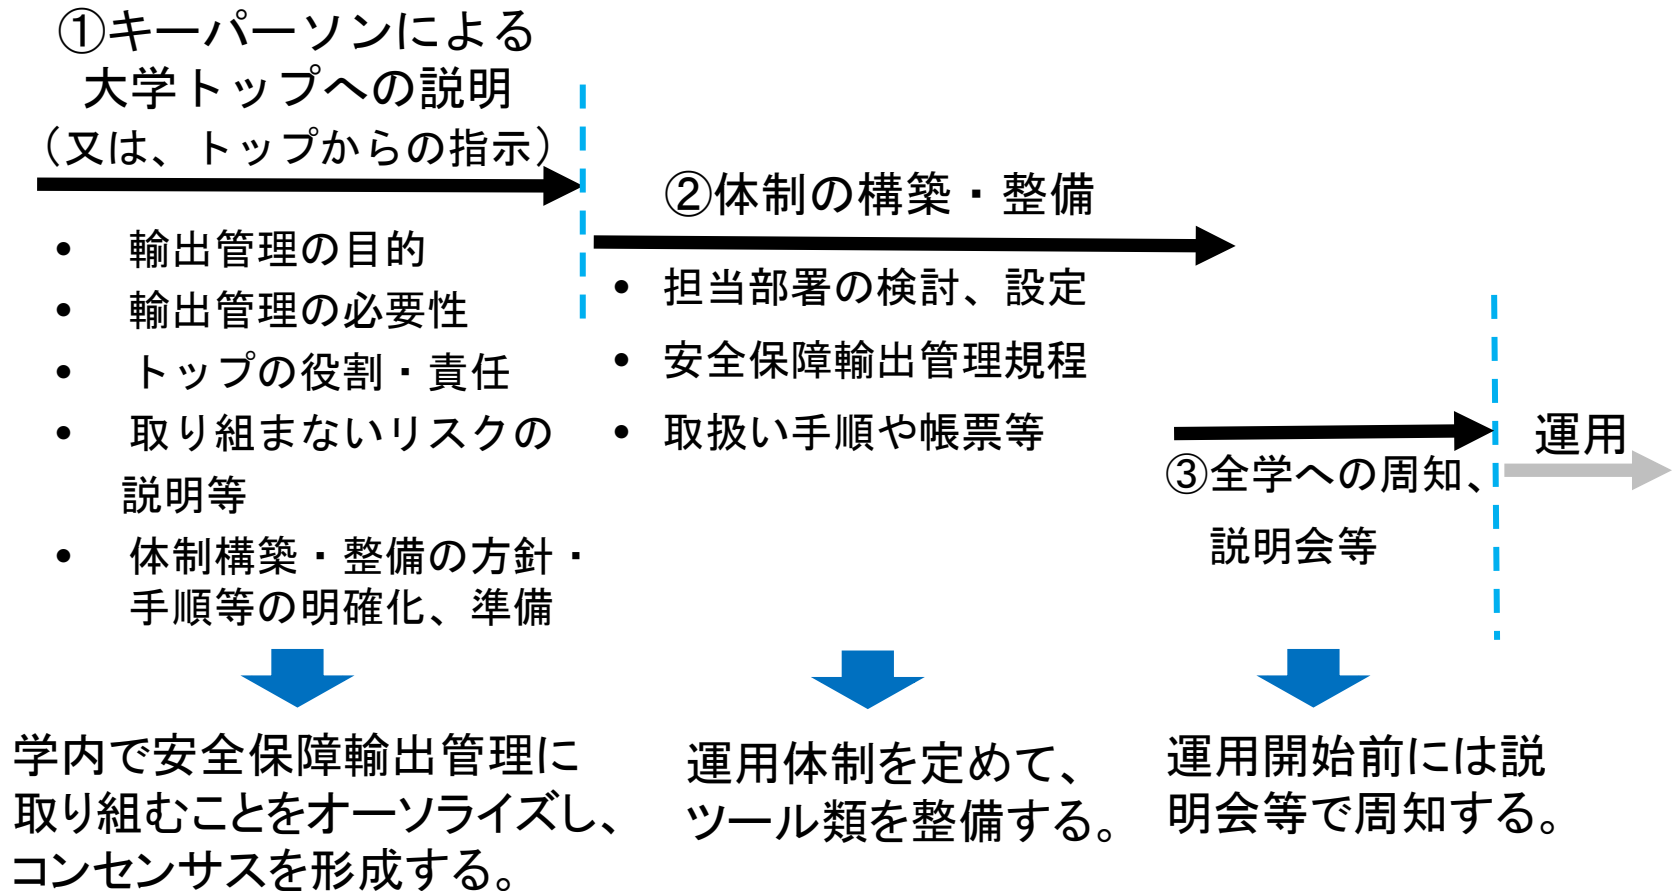 ①キーパーソンによる
大学トップへの説明
（又は、トップからの指示）
• 輸出管理の目的
• 輸出管理の必要性
• トップの役割・責任
• 取り組まないリスクの
説明等
• 体制構築・整備の方針・
手順等の明確化、準備
学内で安全保障輸出管理に
取り組むことをオーソライズし、
コンセンサスを形成する。
②体制の構築・整備
• 担当部署の検討、設定
• 安全保障輸出管理規程
• 取扱い手順や帳票等
運用体制を定めて、
ツール類を整備する。
③全学への周知、
説明会等
運用開始前には説
明会等で周知する。
運用